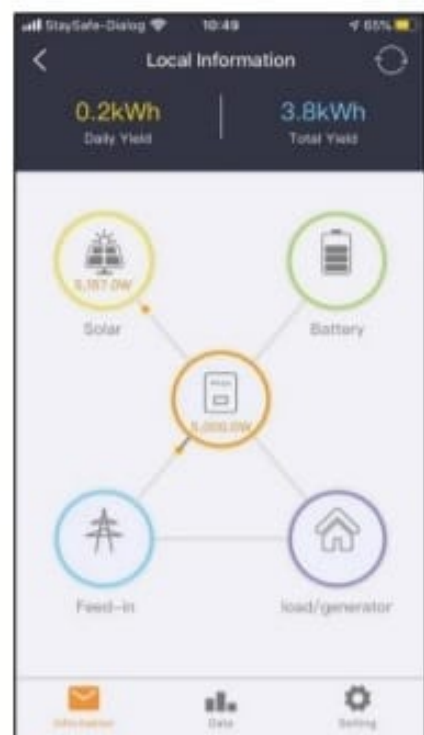 StaySafe-Dialog 10:49 65%
Local Information
0.2kWh 3.8kWh
Daily Yield Total Yield
Solar
Battery
Feed-in
load/generator
Information Data Setting